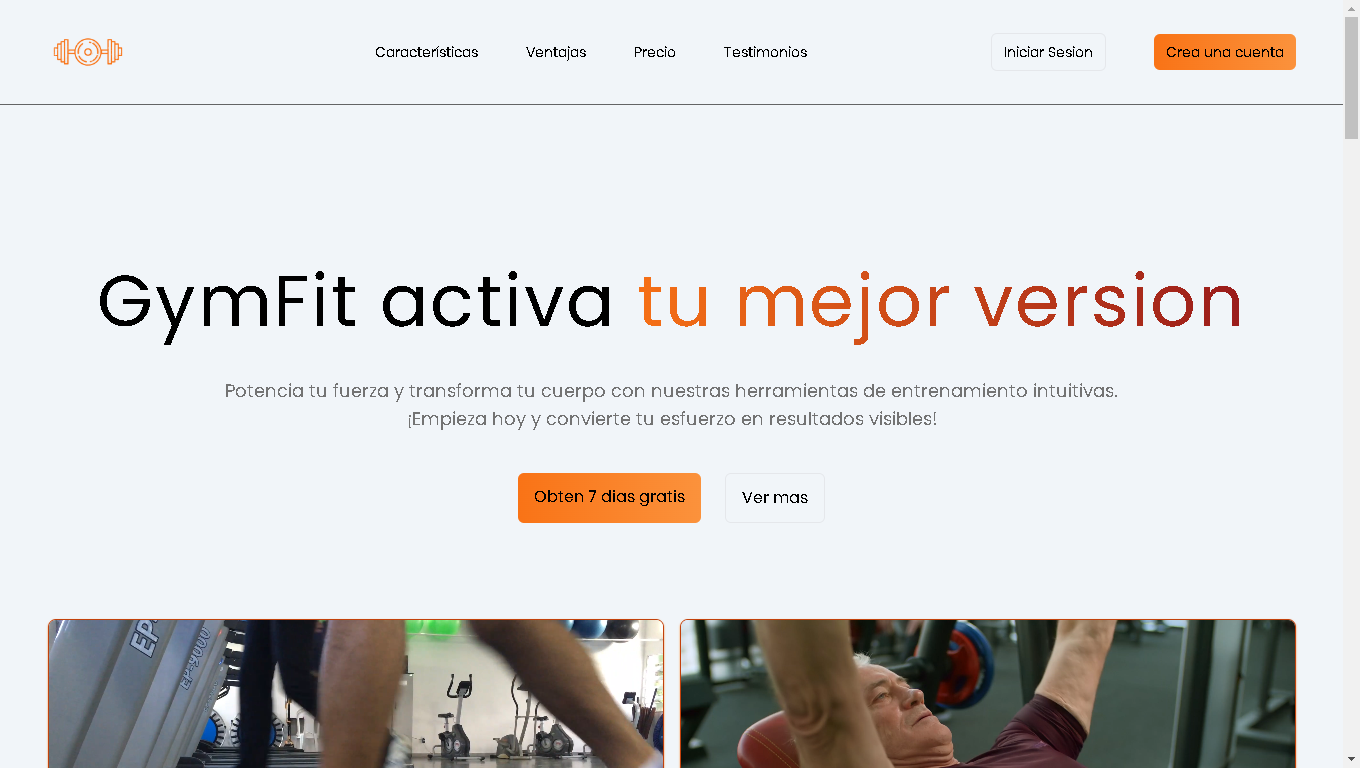 Características
Ventajas
Precio
Testimonios
Iniciar Sesion
Crea una cuenta
GymFit activa tu mejor version
Potencia tu fuerza y transforma tu cuerpo con nuestras herramientas de entrenamiento intuitivas.
¡Empieza hoy y convierte tu esfuerzo en resultados visibles!
Obten 7 dias gratis
Ver mas
EP-9000